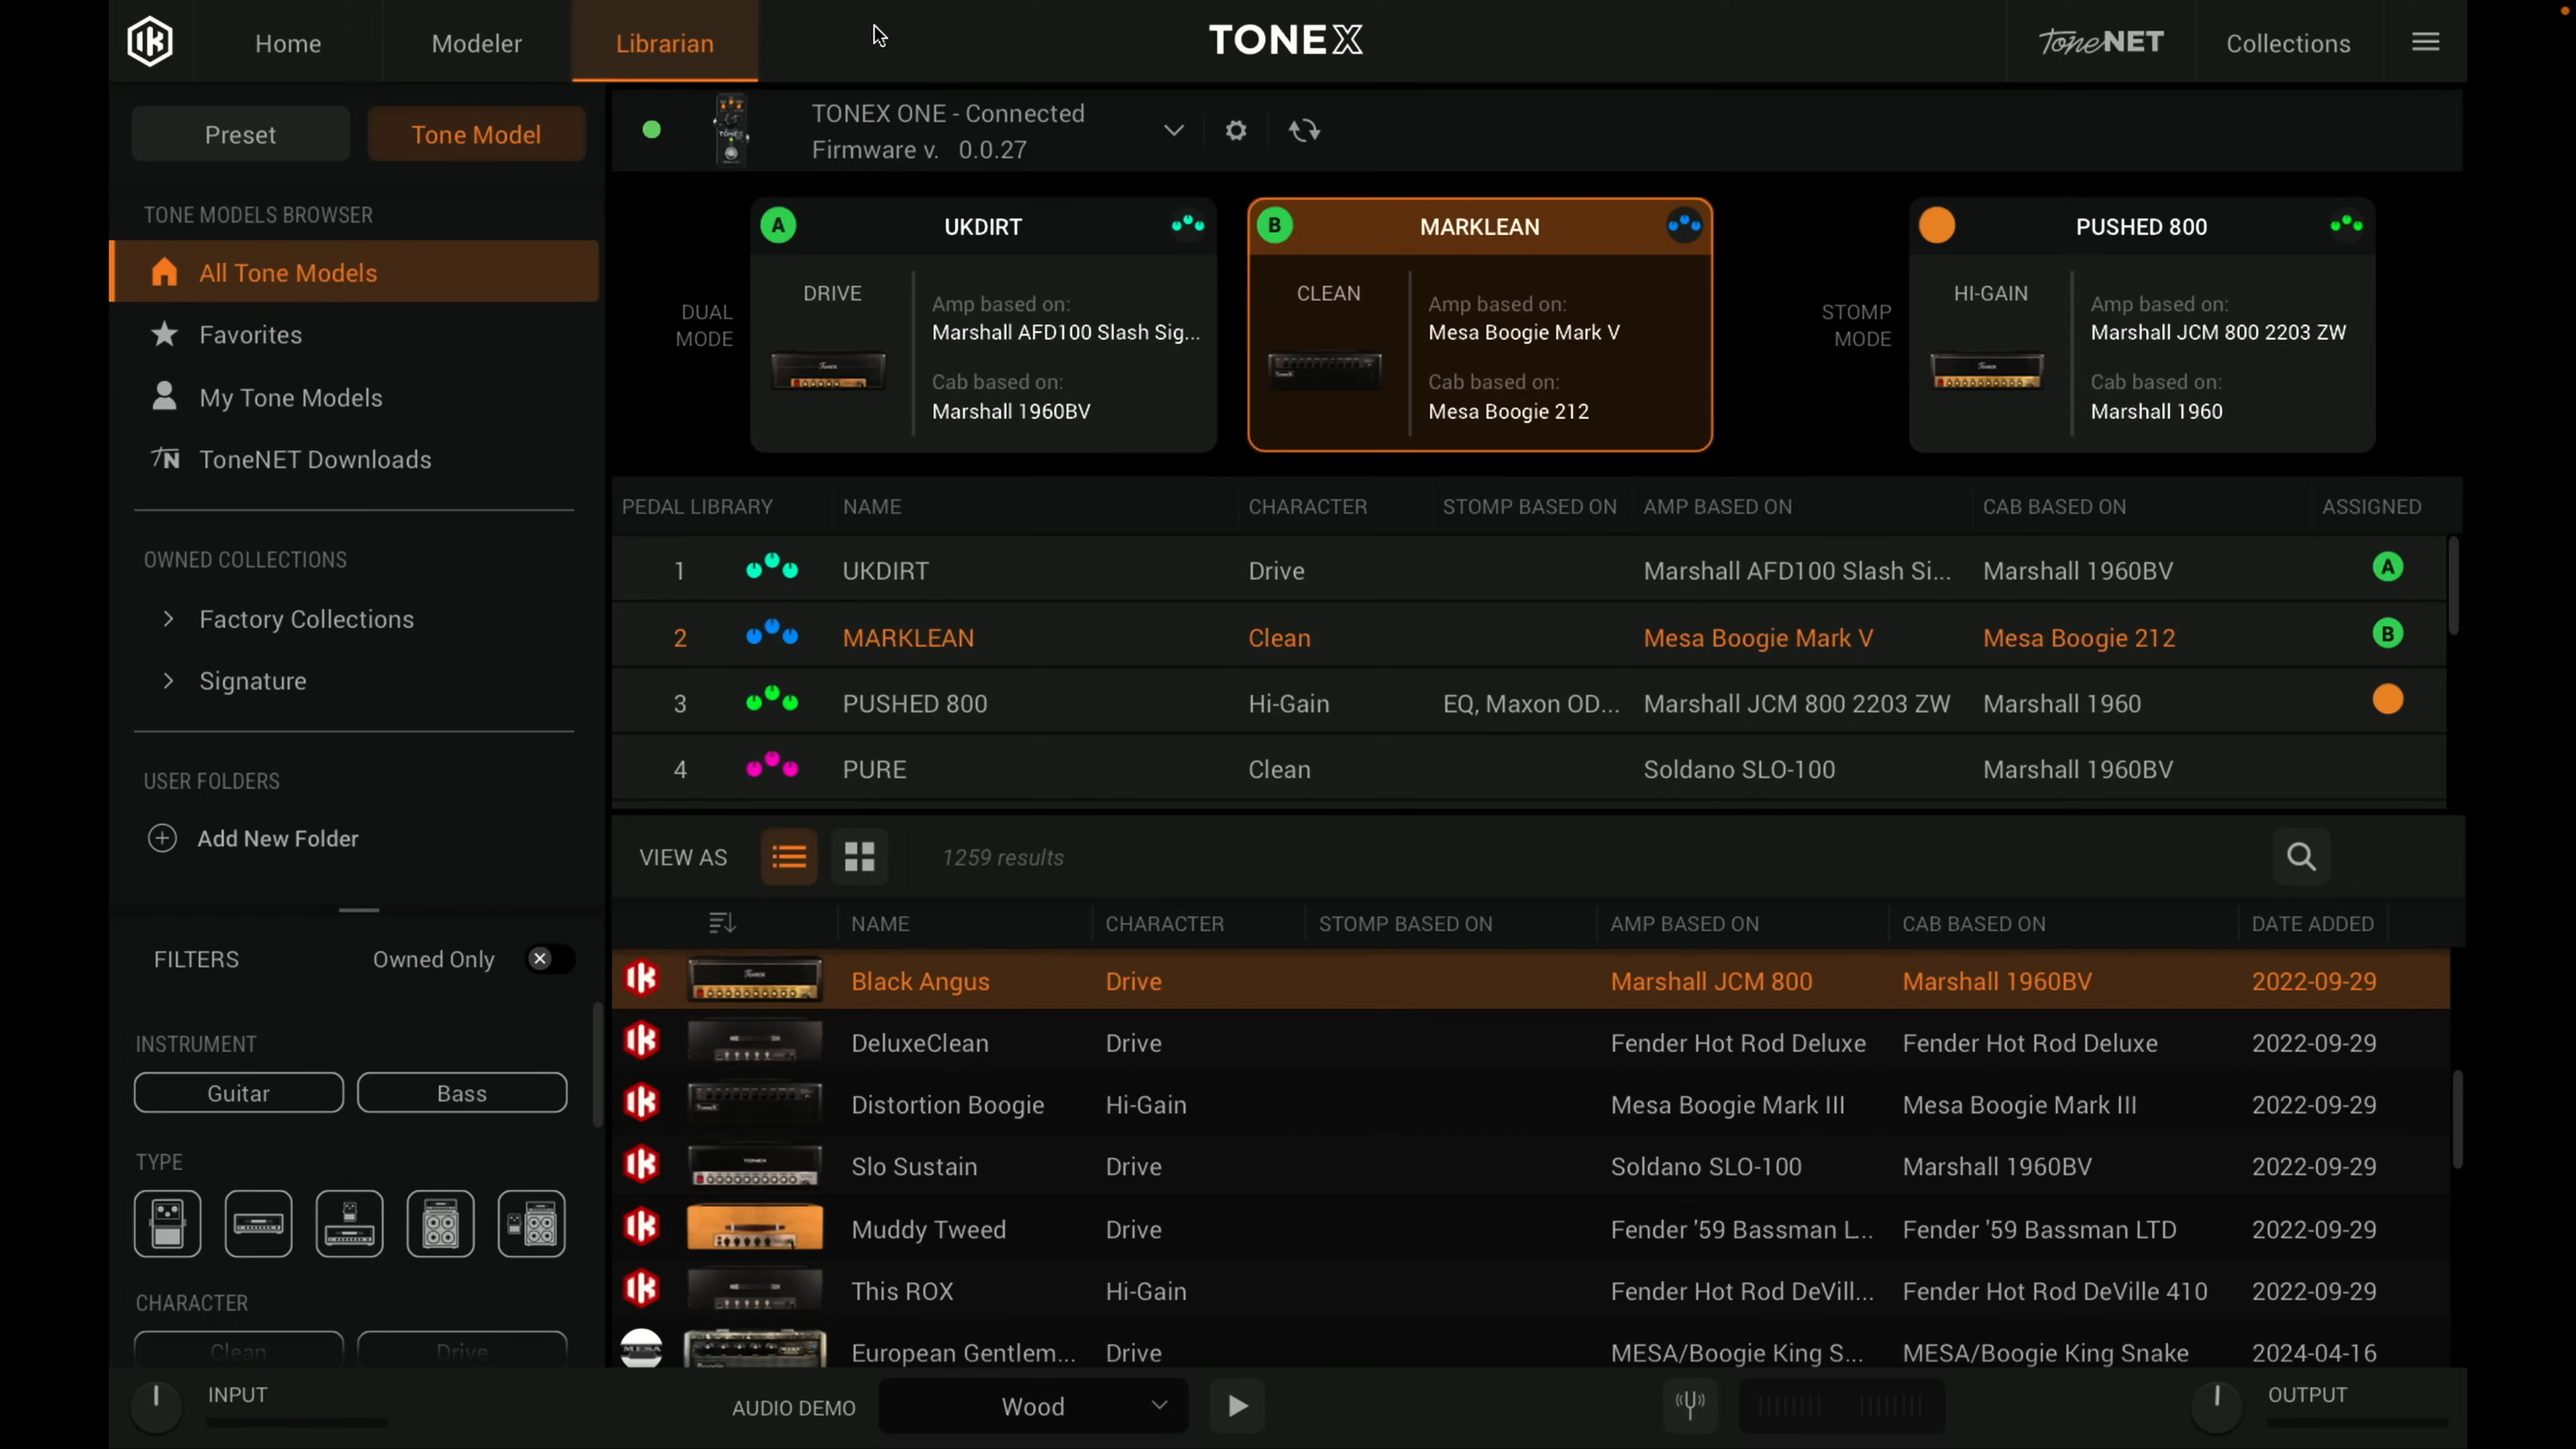 Home
Modeler
Librarian
TONEX
ToneNET
Collections
Preset
Tone Model
TONEX ONE - Connected
Firmware v. 0.0.27
TONE MODELS BROWSER
All Tone Models
Favorites
My Tone Models
ToneNET Downloads
OWNED COLLECTIONS
Factory Collections
Signature
USER FOLDERS
Add New Folder
DUAL
MODE
A
UKDIRT
DRIVE
Amp based on:
Marshall AFD100 Slash Sig...
Cab based on:
Marshall 1960BV
B
MARKLEAN
CLEAN
Amp based on:
Mesa Boogie Mark V
Cab based on:
Mesa Boogie 212
STOMP
MODE
PUSHED 800
HI-GAIN
Amp based on:
Marshall JCM 800 2203 ZW
Cab based on:
Marshall 1960
PEDAL LIBRARY NAME CHARACTER STOMP BASED ON AMP BASED ON CAB BASED ON ASSIGNED
1 UKDIRT Drive Marshall AFD100 Slash Si... Marshall 1960BV A
2 MARKLEAN Clean Mesa Boogie Mark V Mesa Boogie 212 B
3 PUSHED 800 Hi-Gain EQ, Maxon OD... Marshall JCM 800 2203 ZW Marshall 1960
4 PURE Clean Soldano SLO-100 Marshall 1960BV
VIEW AS 1259 results
NAME CHARACTER STOMP BASED ON AMP BASED ON CAB BASED ON DATE ADDED
Black Angus Drive Marshall JCM 800 Marshall 1960BV 2022-09-29
DeluxeClean Drive Fender Hot Rod Deluxe Fender Hot Rod Deluxe 2022-09-29
Distortion Boogie Hi-Gain Mesa Boogie Mark III Mesa Boogie Mark III 2022-09-29
Slo Sustain Drive Soldano SLO-100 Marshall 1960BV 2022-09-29
Muddy Tweed Drive Fender '59 Bassman L... Fender '59 Bassman LTD 2022-09-29
This ROX Hi-Gain Fender Hot Rod DeVill... Fender Hot Rod DeVille 410 2022-09-29
MESA European Gentlem... Drive MESA/Boogie King S... MESA/Boogie King Snake 2024-04-16
FILTERS Owned Only
INSTRUMENT
Guitar Bass
TYPE
CHARACTER
Clean Drive
INPUT
AUDIO DEMO Wood
OUTPUT